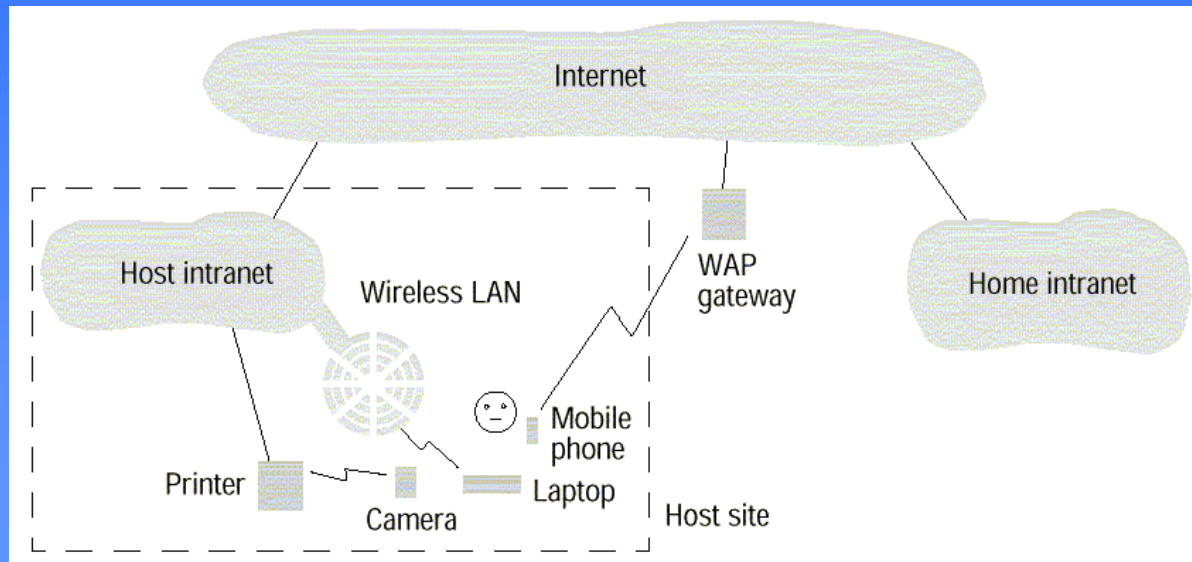 Internet
Host intranet
Wireless LAN
WAP
gateway
Home intranet
Mobile
phone
Printer
Camera
Laptop
Host site